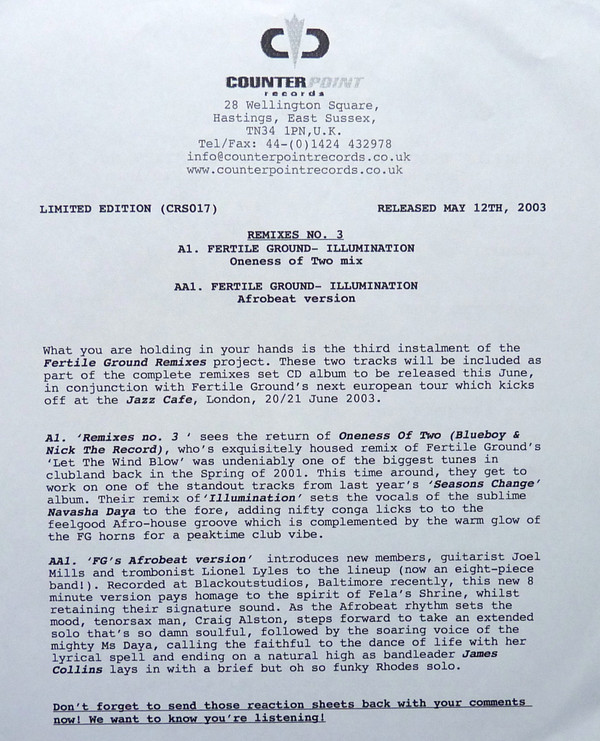 COUNTERPOINT
records
28 Wellington Square,
Hastings, East Sussex,
TN34 1PN,U.K.
Tel/Fax: 44-(0)1424 432978
info@counterpointrecords.co.uk
www.counterpointrecords.co.uk
LIMITED EDITION (CRS017) RELEASED MAY 12TH, 2003
REMIXES NO. 3
A1. FERTILE GROUND- ILLUMINATION
Oneness of Two mix
AA1. FERTILE GROUND- ILLUMINATION
Afrobeat version
What you are holding in your hands is the third instalment of the
Fertile Ground Remixes project. These two tracks will be included as
part of the complete remixes set CD album to be released this June,
in conjunction with Fertile Ground's next european tour which kicks
off at the Jazz Cafe, London, 20/21 June 2003.
A1. 'Remixes no. 3 ' sees the return of Oneness Of Two (Blueboy &
Nick The Record), who's exquisitely housed remix of Fertile Ground's
'Let The Wind Blow' was undeniably one of the biggest tunes in
clubland back in the Spring of 2001. This time around, they get to
work on one of the standout tracks from last year's 'Seasons Change'
album. Their remix of 'Illumination' sets the vocals of the sublime
Navasha Daya to the fore, adding nifty conga licks to to the
feelgood Afro-house groove which is complemented by the warm glow of
the FG horns for a peaktime club vibe.
AA1. 'FG's Afrobeat version' introduces new members, guitarist Joel
Mills and trombonist Lionel Lyles to the lineup (now an eight-piece
band!). Recorded at Blackoutstudios, Baltimore recently, this new 8
minute version pays homage to the spirit of Fela's Shrine, whilst
retaining their signature sound. As the Afrobeat rhythm sets the
mood, tenorsax man, Craig Alston, steps forward to take an extended
solo that's so damn soulful, followed by the soaring voice of the
mighty Ms Daya, calling the faithful to the dance of life with her
lyrical spell and ending on a natural high as bandleader James
Collins lays in with a brief but oh so funky Rhodes solo.
Don't forget to send those reaction sheets back with your comments
now! We want to know you're listening!